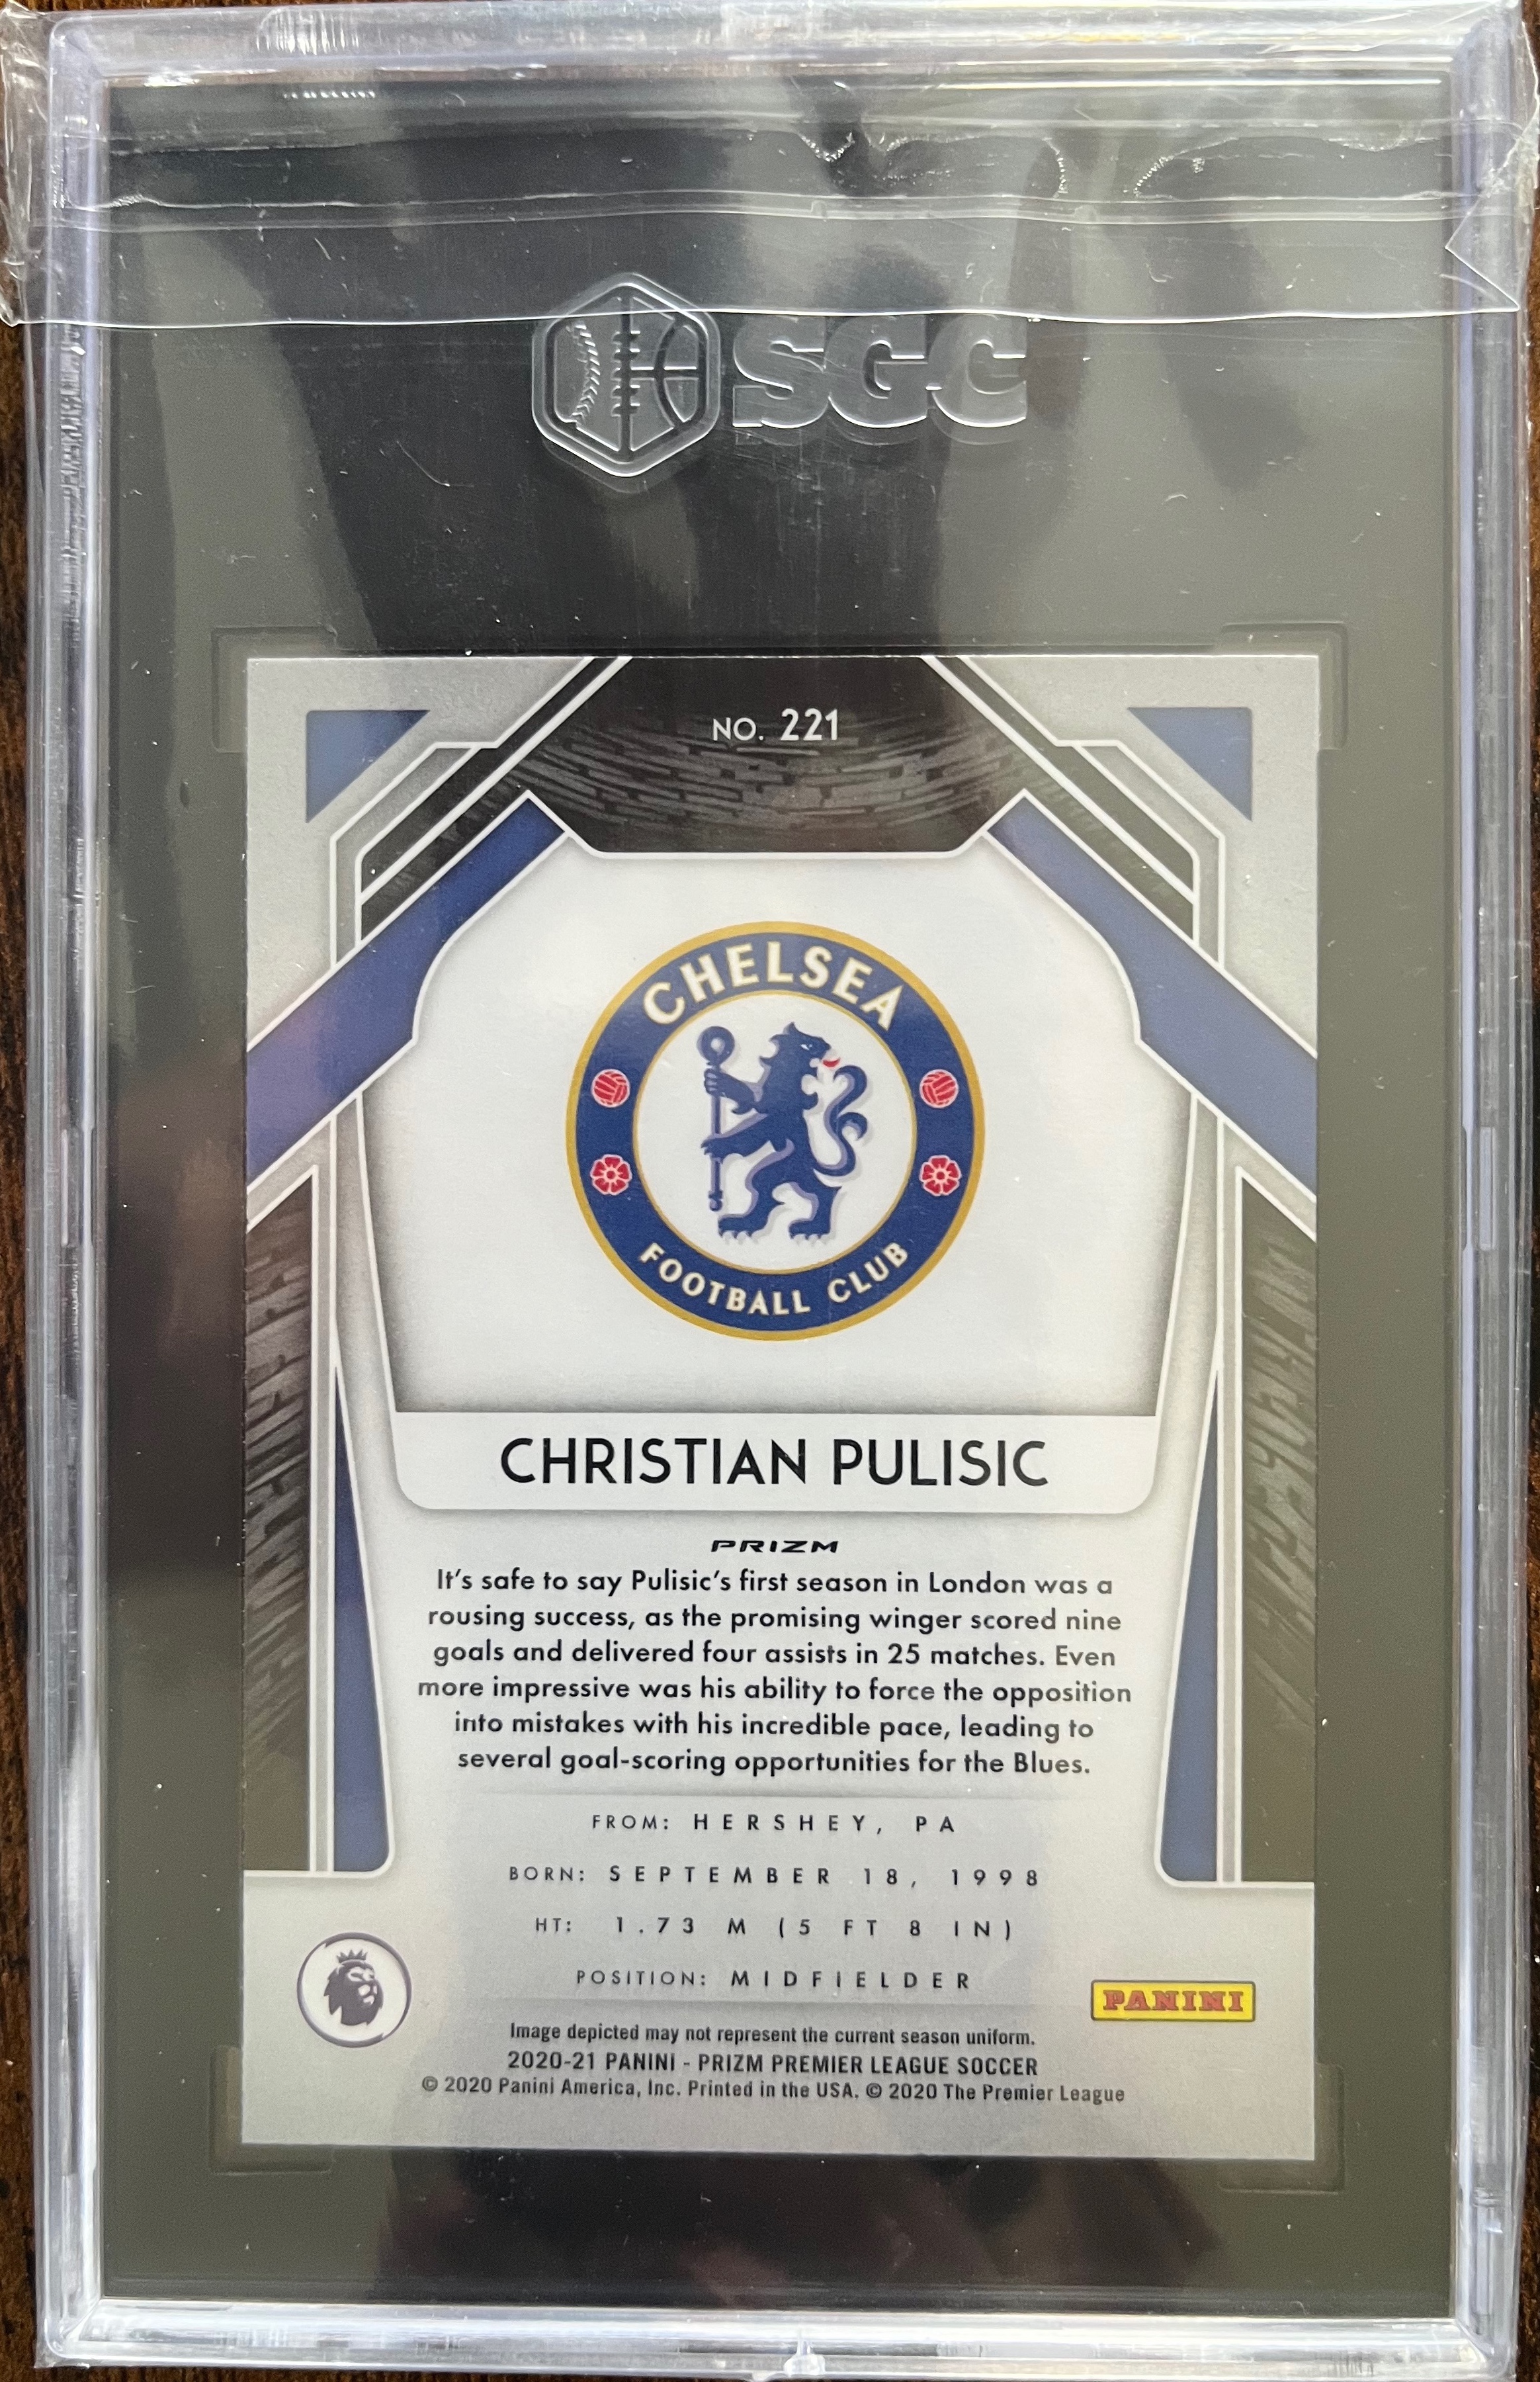 SGC
NO. 221
CHELSEA
FOOTBALL CLUB
CHRISTIAN PULISIC
PRIZM
It's safe to say Pulisic's first season in London was a
rousing success, as the promising winger scored nine
goals and delivered four assists in 25 matches. Even
more impressive was his ability to force the opposition
into mistakes with his incredible pace, leading to
several goal-scoring opportunities for the Blues.
FROM: HERSHEY, PA
BORN: SEPTEMBER 18, 1998
HT: 1.73 M (5 FT 8 IN)
POSITION: MIDFIELDER
PANINI
Image depicted may not represent the current season uniform.
2020-21 PANINI - PRIZM PREMIER LEAGUE SOCCER
© 2020 Panini America, Inc. Printed in the USA. © 2020 The Premier League